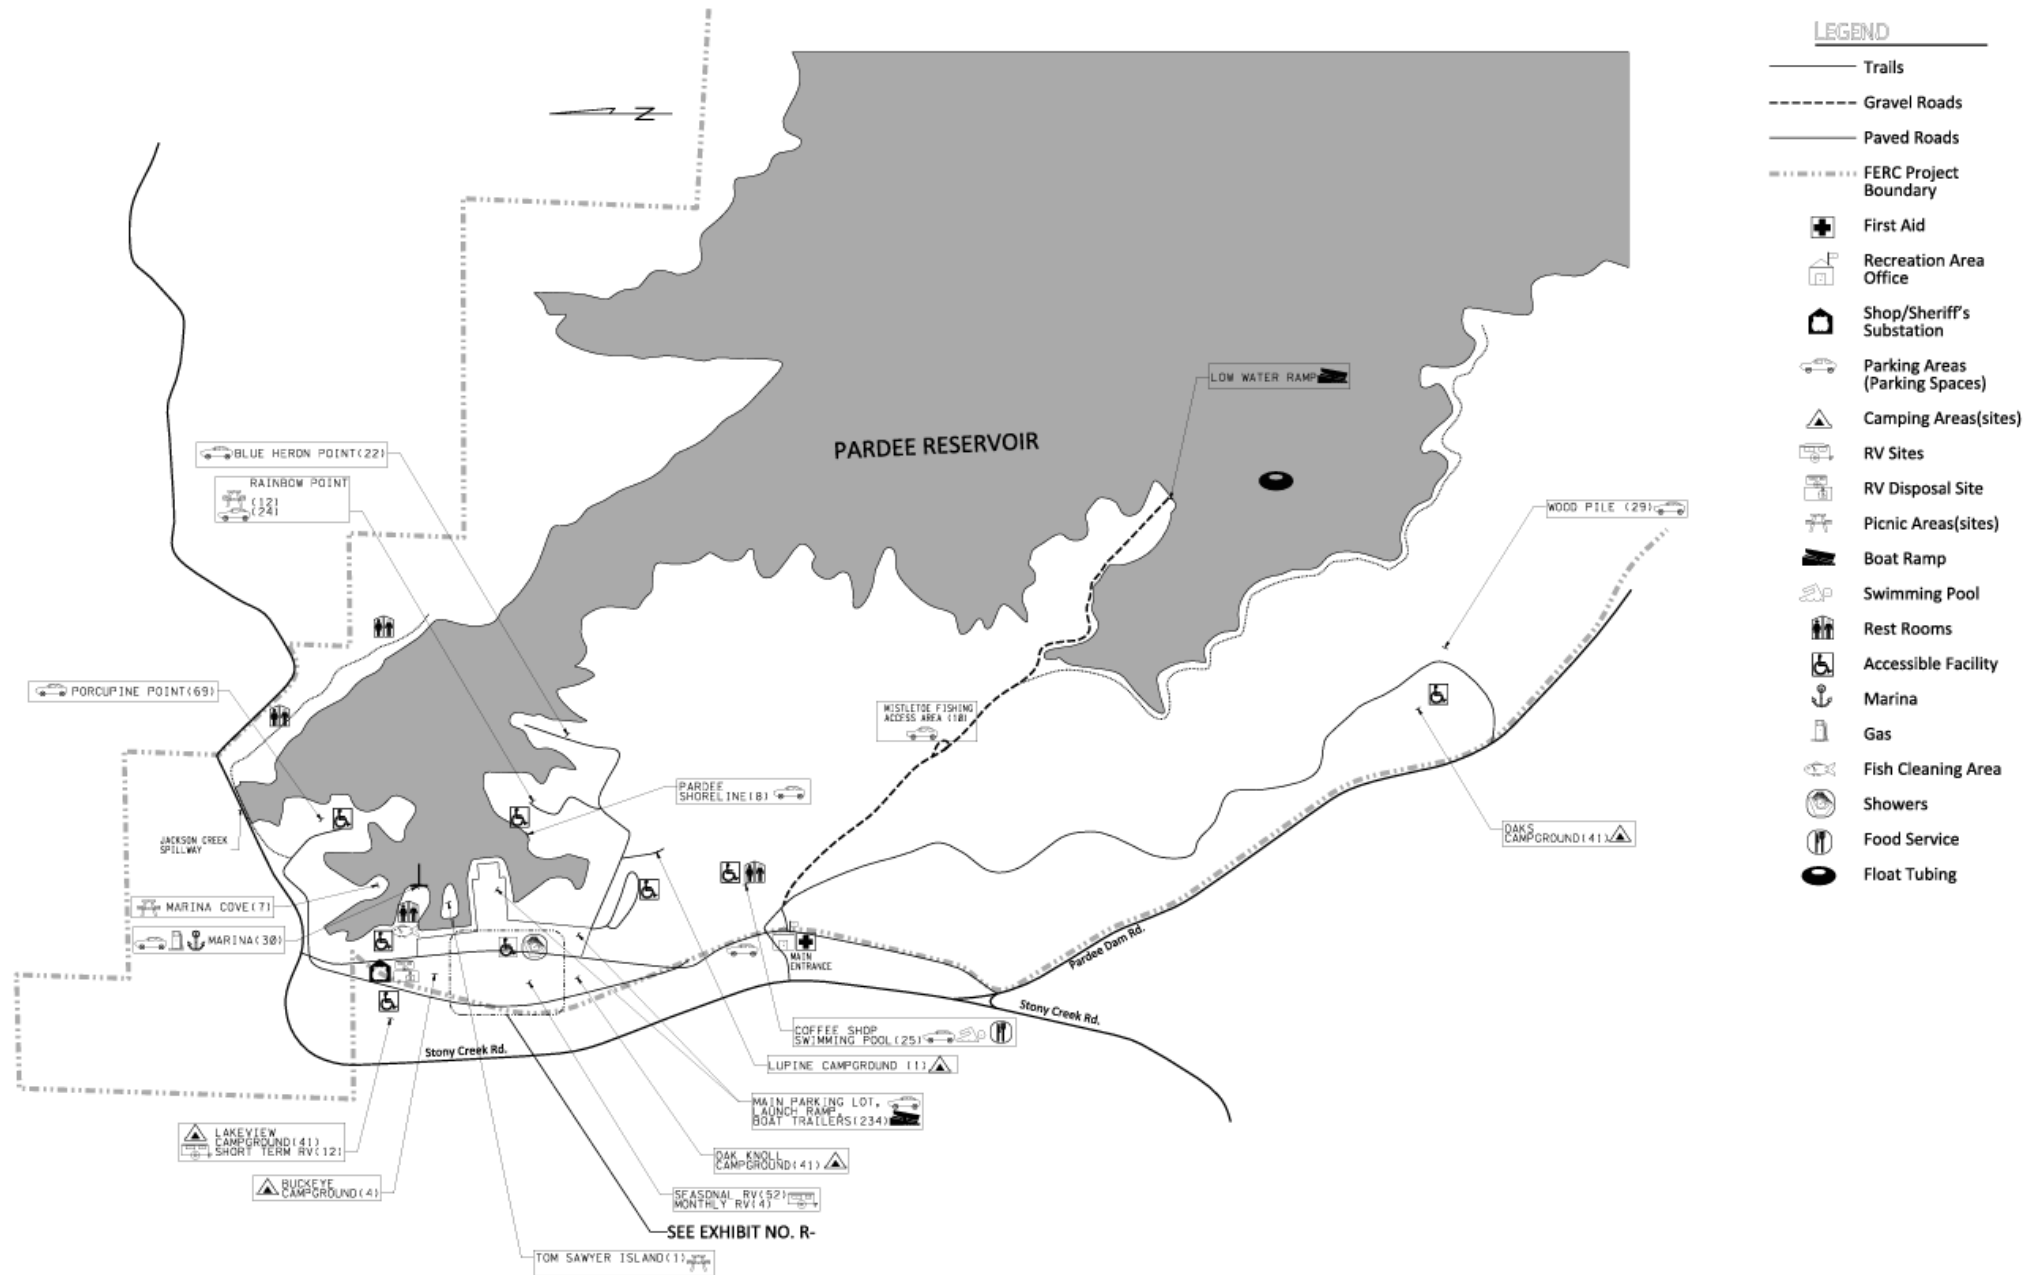 LEGEND
Trails
Gravel Roads
Paved Roads
FERC Project
Boundary
First Aid
Recreation Area
Office
Shop/Sheriff's
Substation
Parking Areas
(Parking Spaces)
Camping Areas(sites)
RV Sites
RV Disposal Site
Picnic Areas(sites)
Boat Ramp
Swimming Pool
Rest Rooms
Accessible Facility
Marina
Gas
Fish Cleaning Area
Showers
Food Service
Float Tubing
N
LOW WATER RAMP
PARDEE RESERVOIR
BLUE HERON POINT(22)
RAINBOW POINT
(12)
(24)
WOOD PILE (29)
PORCUPINE POINT(69)
MISTLETOE FISHING
ACCESS AREA (10)
PARDEE
SHORELINE(8)
JACKSON CREEK
SPILLWAY
OAKS
CAMPGROUND(41)
MARINA COVE(7)
MARINA(30)
MAIN
ENTRANCE
Pardee Dam Rd.
Stony Creek Rd.
Stony Creek Rd.
COFFEE SHOP
SWIMMING POOL(25)
LUPINE CAMPGROUND (1)
MAIN PARKING LOT,
LAUNCH RAMP,
BOAT TRAILERS(234)
LAKEVIEW
CAMPGROUND(41)
SHORT TERM RV(12)
OAK KNOLL
CAMPGROUND(41)
BUCKEYE
CAMPGROUND(4)
SEASONAL RV(52)
MONTHLY RV(4)
SEE EXHIBIT NO. R-
TOM SAWYER ISLAND(1)